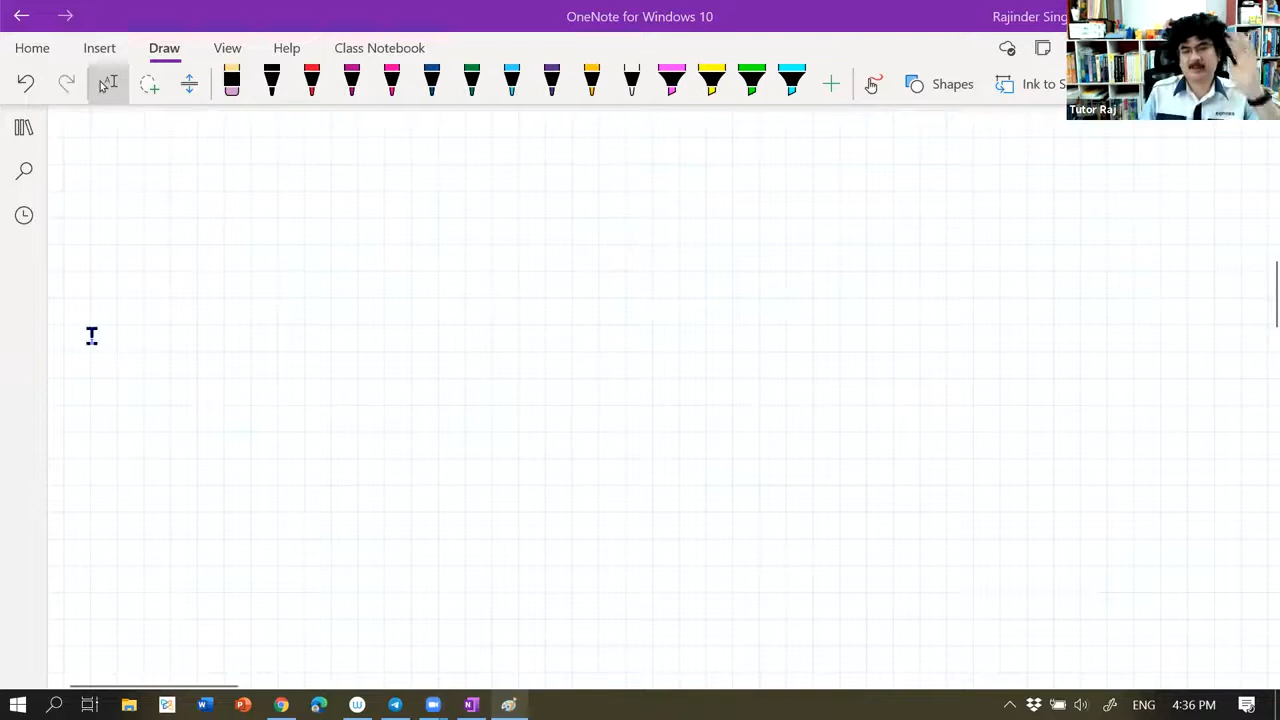 OneNote for Windows 10
Rajinder Sing
Home Insert Draw View Help Class Notebook
Shapes Ink to S
Tutor Raj
ENG 4:36 PM